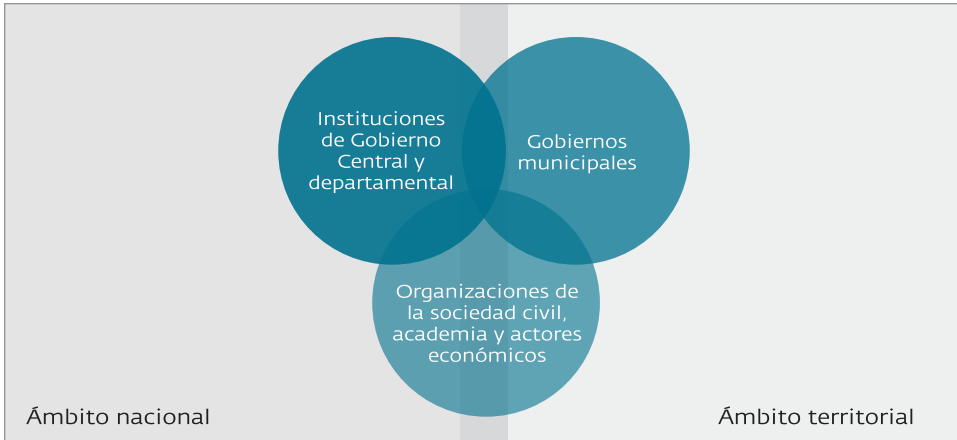 Instituciones
de Gobierno
Central y
departamental
Gobiernos
municipales
Organizaciones de
la sociedad civil,
academia y actores
económicos
Ámbito nacional
Ámbito territorial